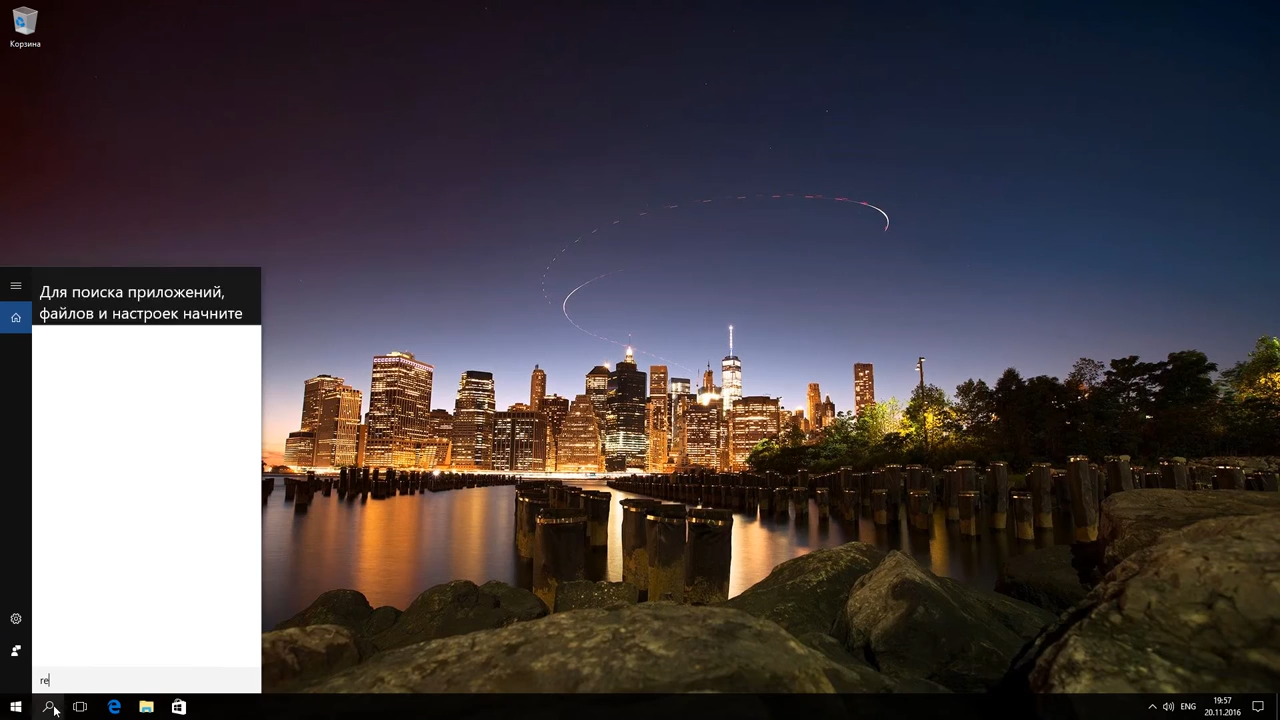 Корзина
Для поиска приложений,
файлов и настроек начните
re
ENG
19:57
20.11.2016